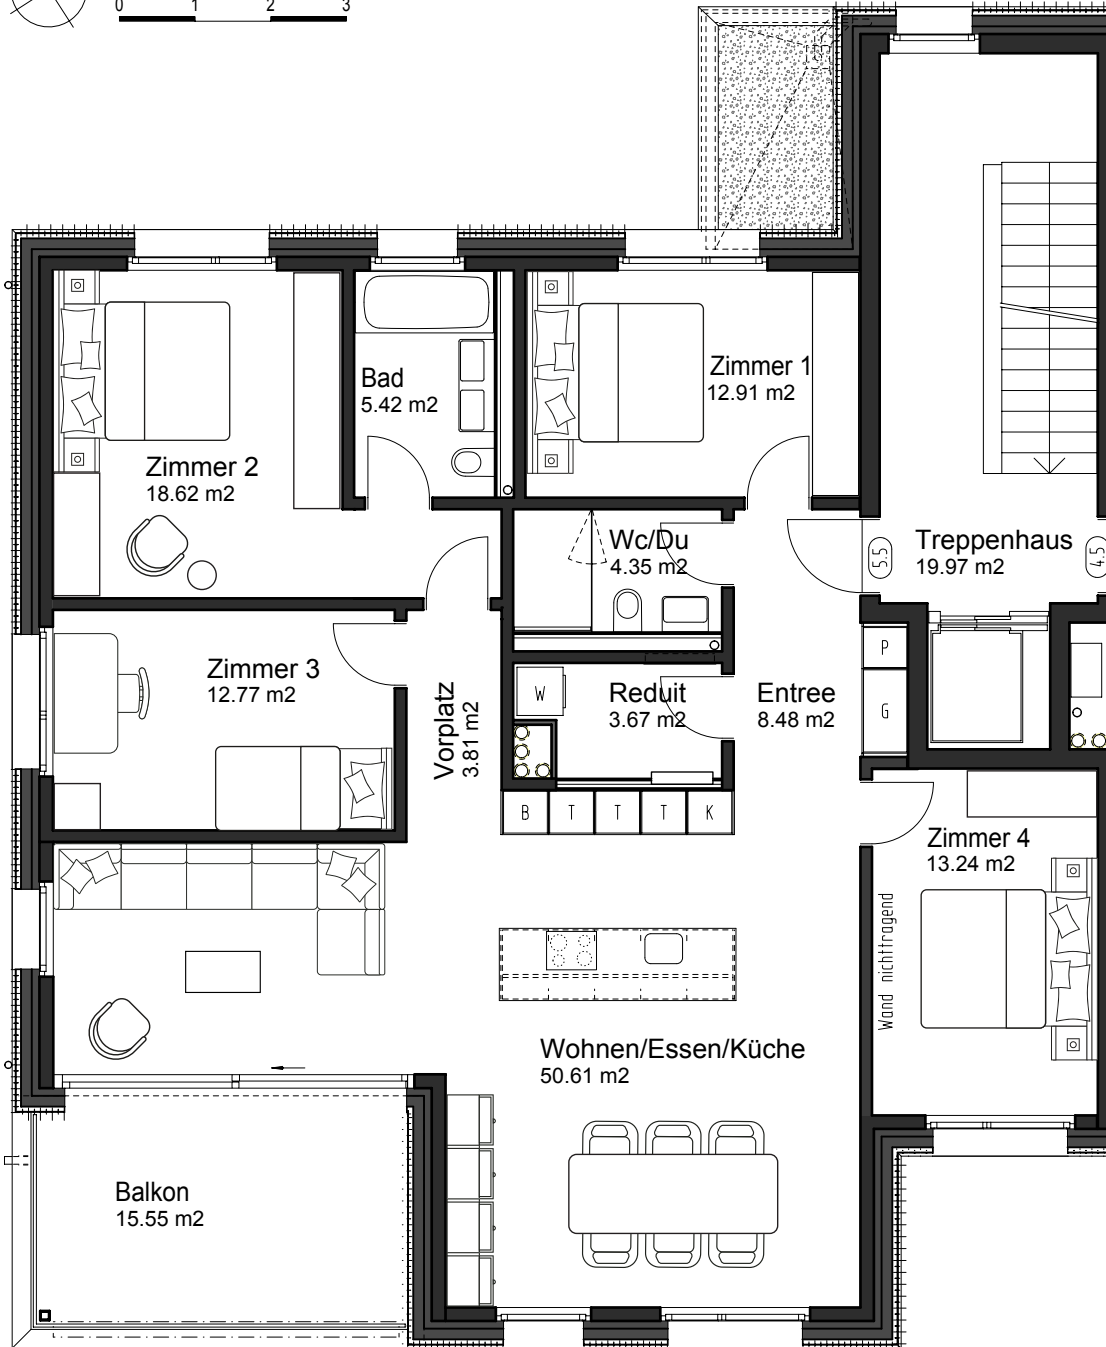 0 1 2 3
Zimmer 1
12.91 m2
Bad
5.42 m2
Zimmer 2
18.62 m2
Wc/Du
4.35 m2
5.5
Treppenhaus
19.97 m2
4.5
Zimmer 3
12.77 m2
Vorplatz
3.81 m2
W
Reduit
3.67 m2
Entree
8.48 m2
P
G
B T T T K
Zimmer 4
13.24 m2
Wand nichttragend
Wohnen/Essen/Küche
50.61 m2
Balkon
15.55 m2